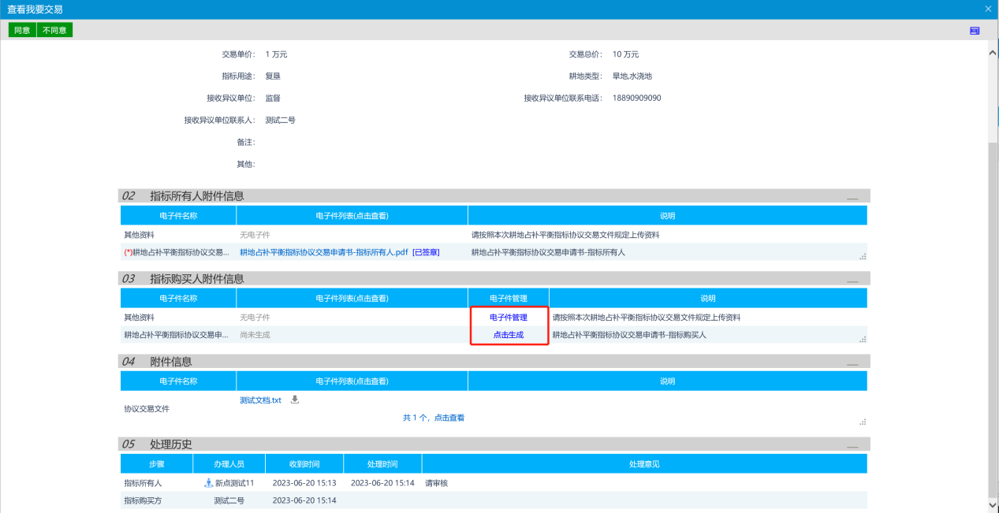 查看我要交易
同意 不同意
交易单价： 1 万元 交易总价： 10 万元
指标用途： 复垦 耕地类型： 旱地,水浇地
接收异议单位： 监督 接收异议单位联系电话： 18890909090
接收异议单位联系人： 测试二号
备注：
其他：
02 指标所有人附件信息
电子件名称 电子件列表(点击查看) 说明
其他资料 无电子件 请按照本次耕地占补平衡指标协议交易文件规定上传资料
(*)耕地占补平衡指标协议交易... 耕地占补平衡指标协议交易申请书-指标所有人.pdf [已签章] 耕地占补平衡指标协议交易申请书-指标所有人
03 指标购买人附件信息
电子件名称 电子件列表(点击查看) 电子件管理 说明
其他资料 无电子件 电子件管理 请按照本次耕地占补平衡指标协议交易文件规定上传资料
耕地占补平衡指标协议交易申... 尚未生成 点击生成 耕地占补平衡指标协议交易申请书-指标购买人
04 附件信息
电子件名称 电子件列表(点击查看) 说明
协议交易文件 测试文档.txt
共 1 个，点击查看
05 处理历史
步骤 办理人员 收到时间 处理时间 处理意见
指标所有人 新点测试11 2023-06-20 15:13 2023-06-20 15:14 请审核
指标购买方 测试二号 2023-06-20 15:14